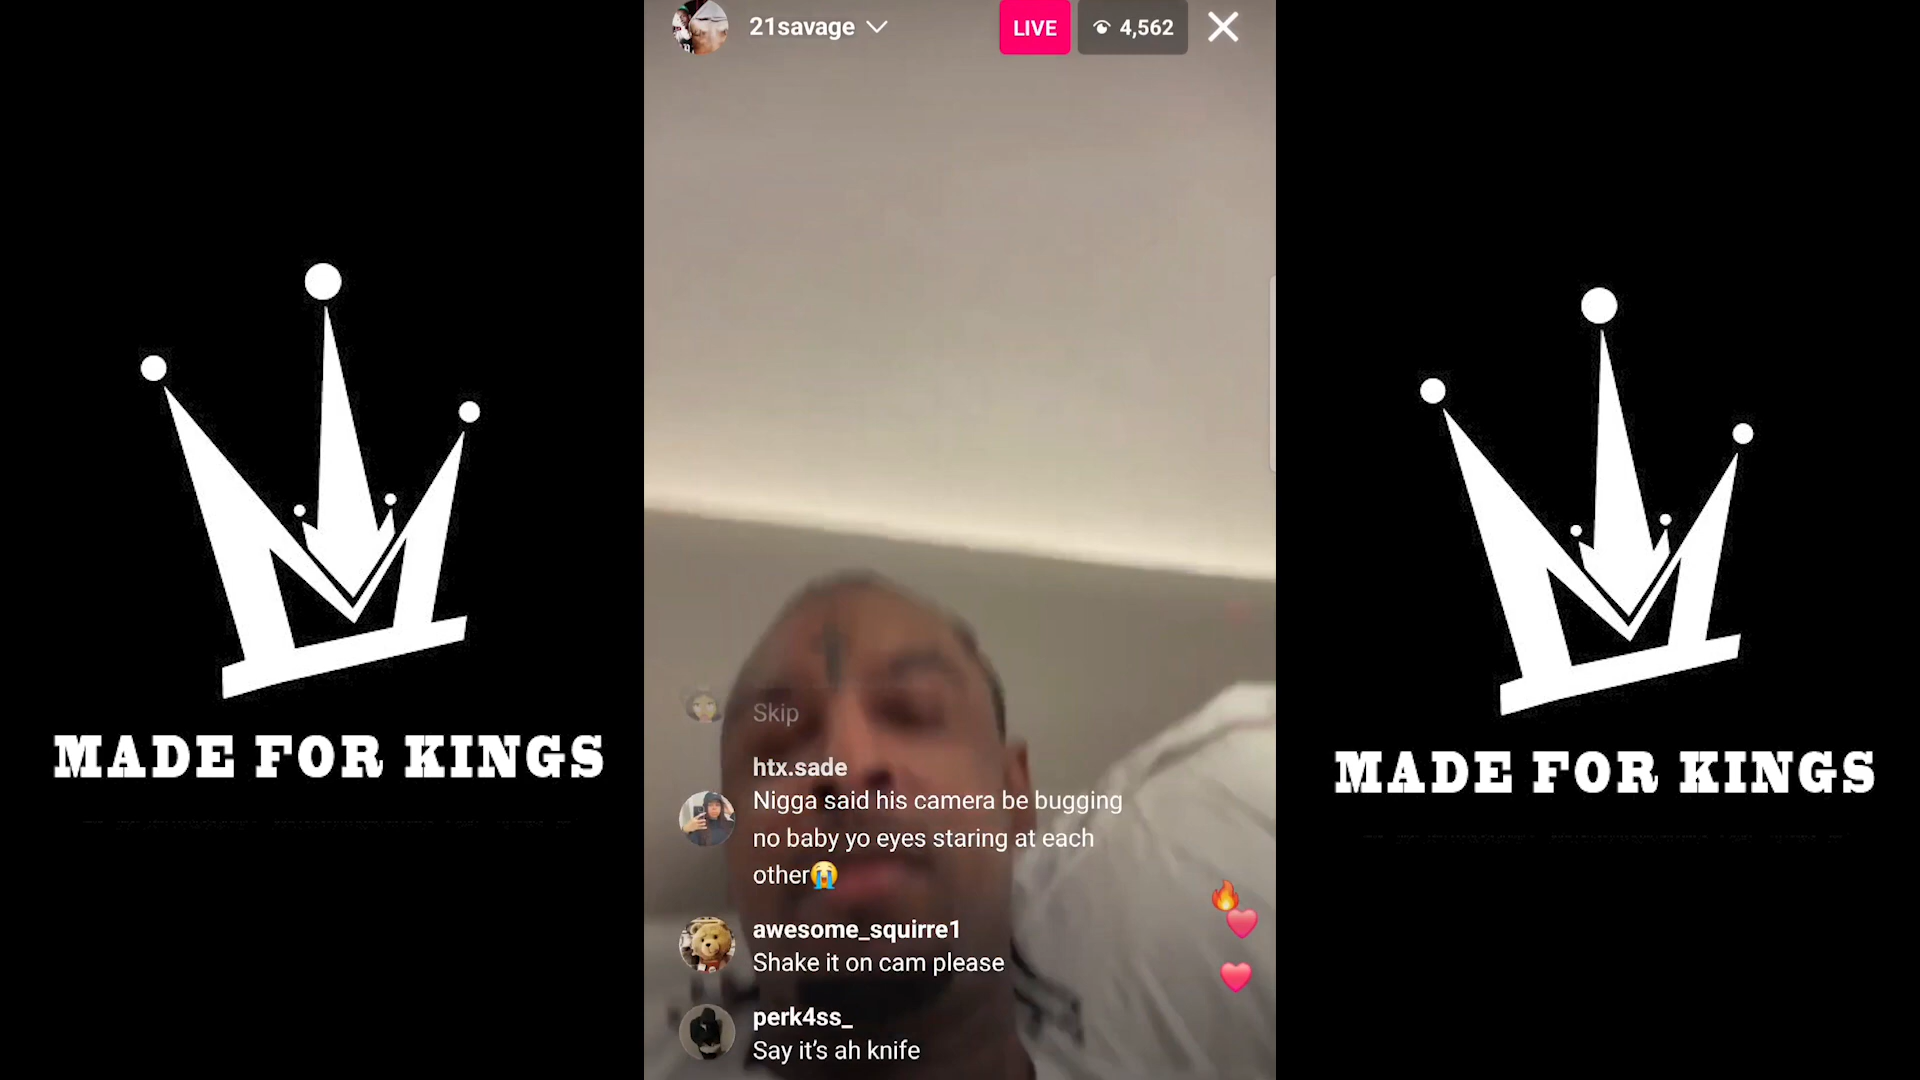 21savage
LIVE
4,562
Skip
htx.sade
Nigga said his camera be bugging
no baby yo eyes staring at each
other😭
awesome_squirre1
Shake it on cam please
perk4ss_
Say it's ah knife
MADE FOR KINGS
MADE FOR KINGS